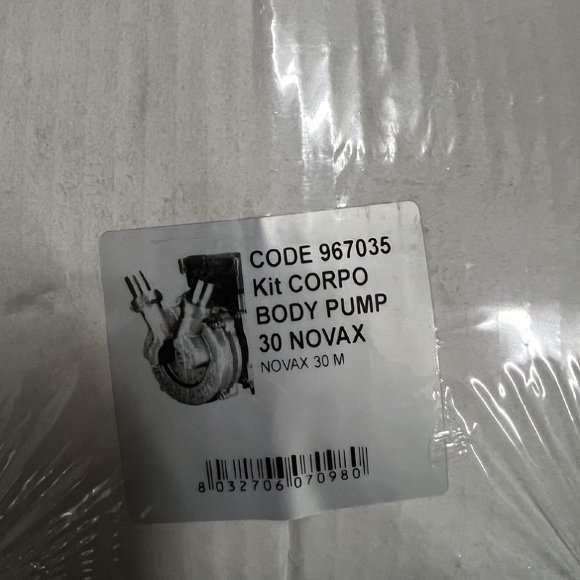 CODE 967035
Kit CORPO
BODY PUMP
30 NOVAX
NOVAX 30 M
8 032706 070980